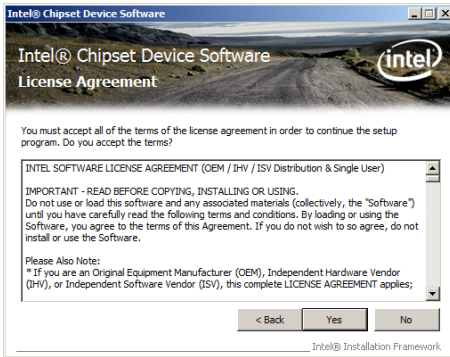 Intel® Chipset Device Software
Intel® Chipset Device Software
License Agreement
intel
You must accept all of the terms of the license agreement in order to continue the setup
program. Do you accept the terms?
INTEL SOFTWARE LICENSE AGREEMENT (OEM / IHV / ISV Distribution & Single User)
IMPORTANT - READ BEFORE COPYING, INSTALLING OR USING.
Do not use or load this software and any associated materials (collectively, the "Software")
until you have carefully read the following terms and conditions. By loading or using the
Software, you agree to the terms of this Agreement. If you do not wish to so agree, do not
install or use the Software.
Please Also Note:
* If you are an Original Equipment Manufacturer (OEM), Independent Hardware Vendor
(IHV), or Independent Software Vendor (ISV), this complete LICENSE AGREEMENT applies;
< Back Yes No
Intel® Installation Framework